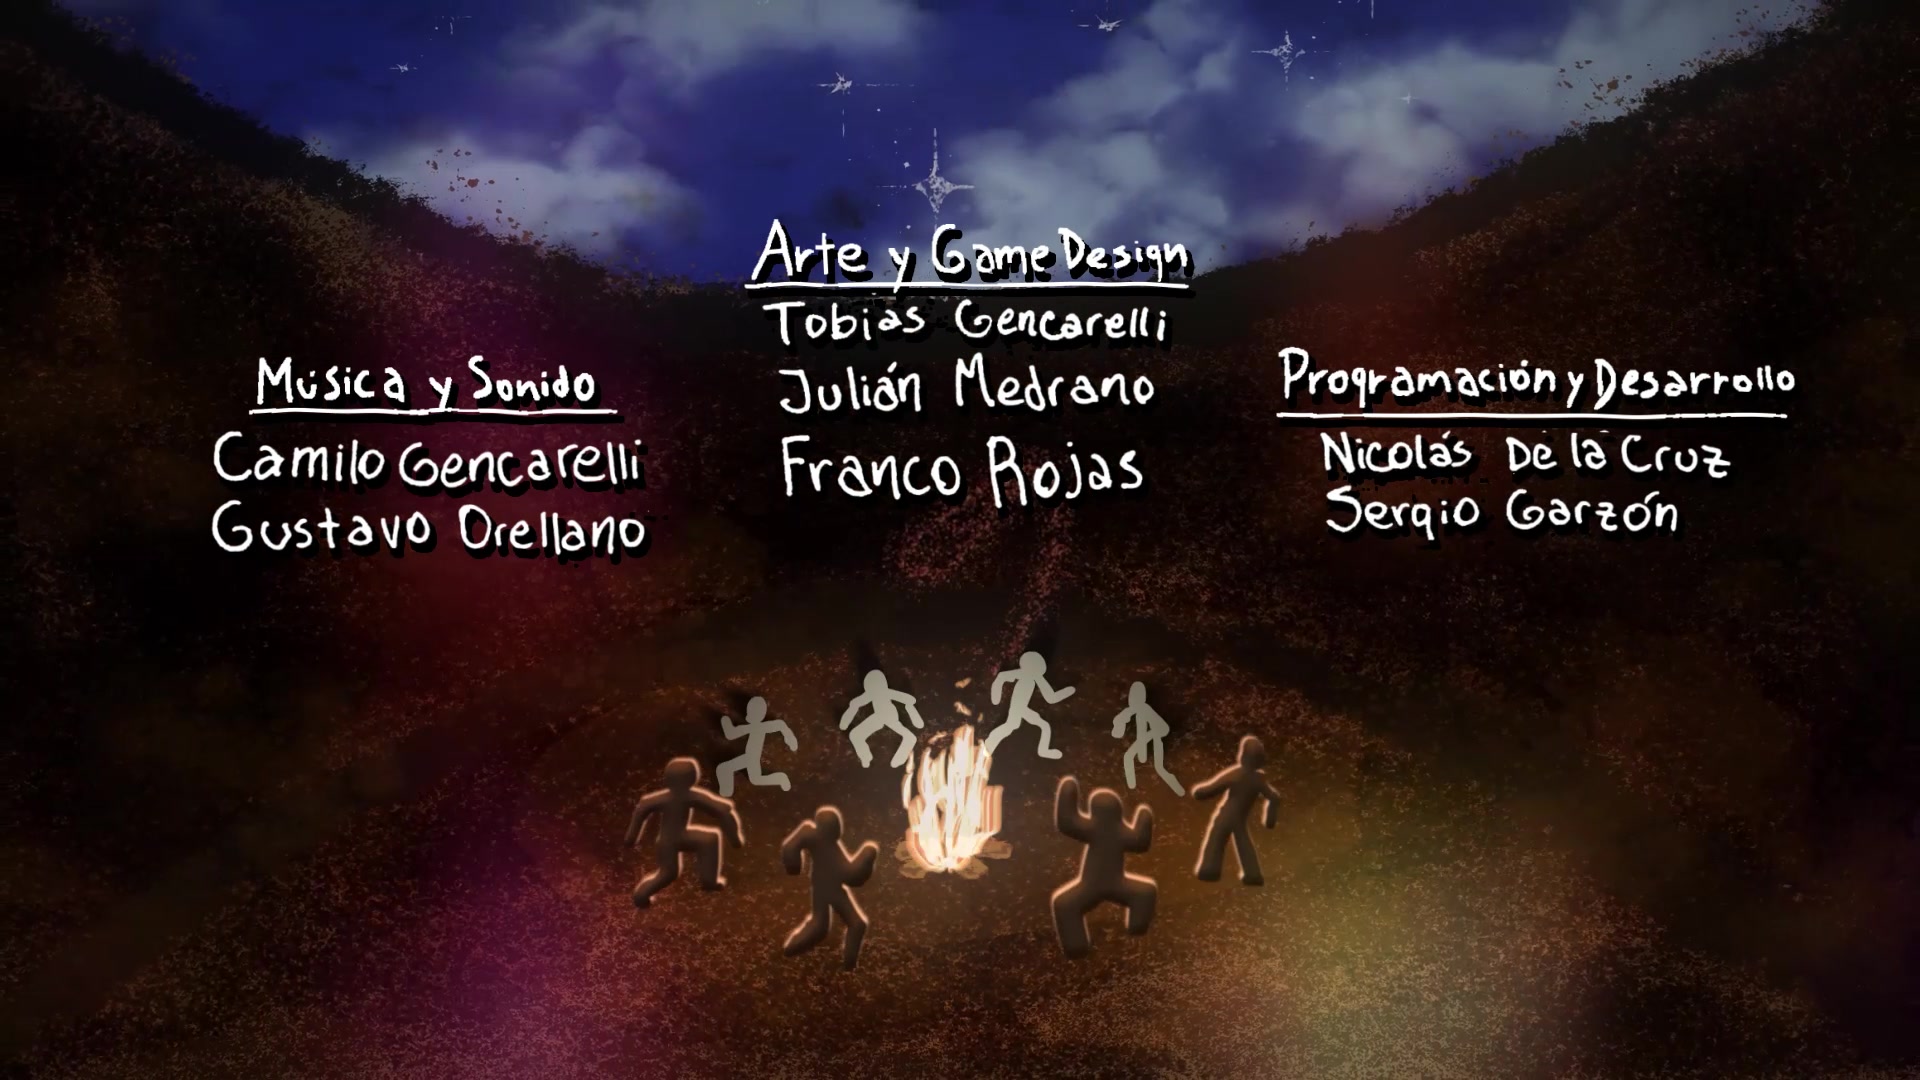 Música y Sonido
Camilo Gencarelli
Gustavo Orellano
Arte y Game Design
Tobias Gencarelli
Julián Medrano
Franco Rojas
Programación y Desarrollo
Nicolás De la Cruz
Sergio Garzón